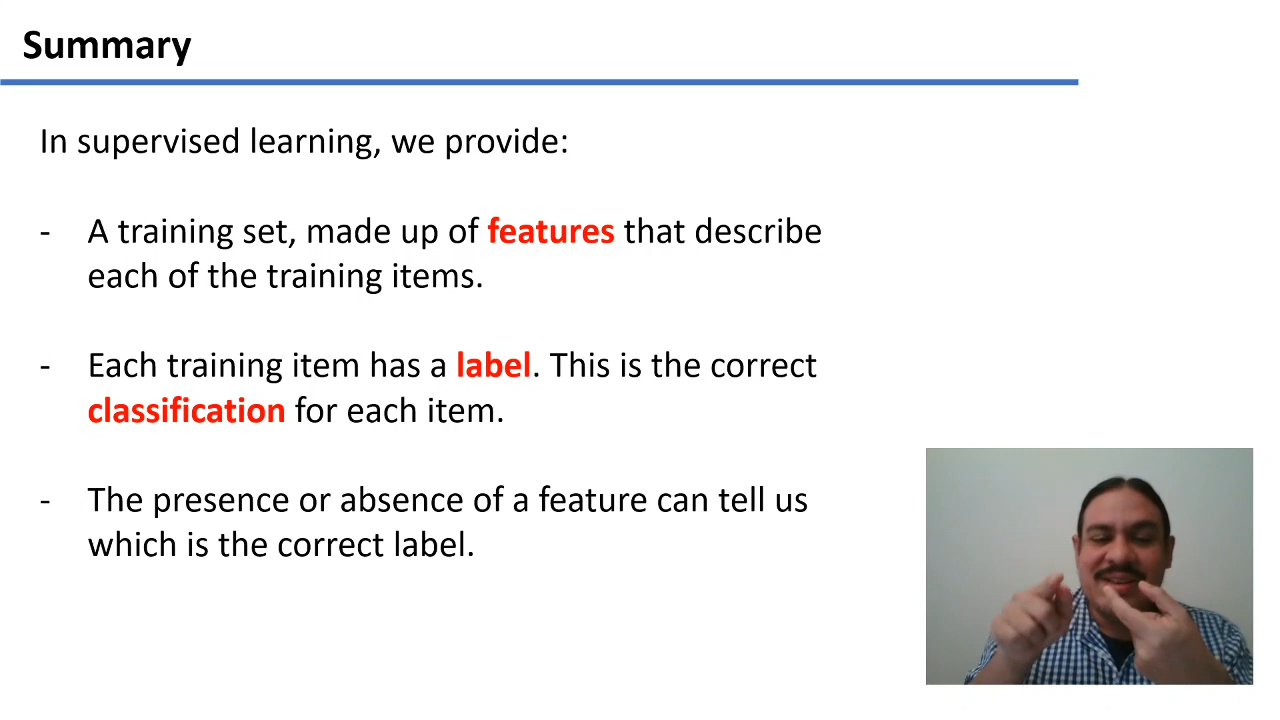 Summary
In supervised learning, we provide:
- A training set, made up of features that describe
each of the training items.
- Each training item has a label. This is the correct
classification for each item.
- The presence or absence of a feature can tell us
which is the correct label.